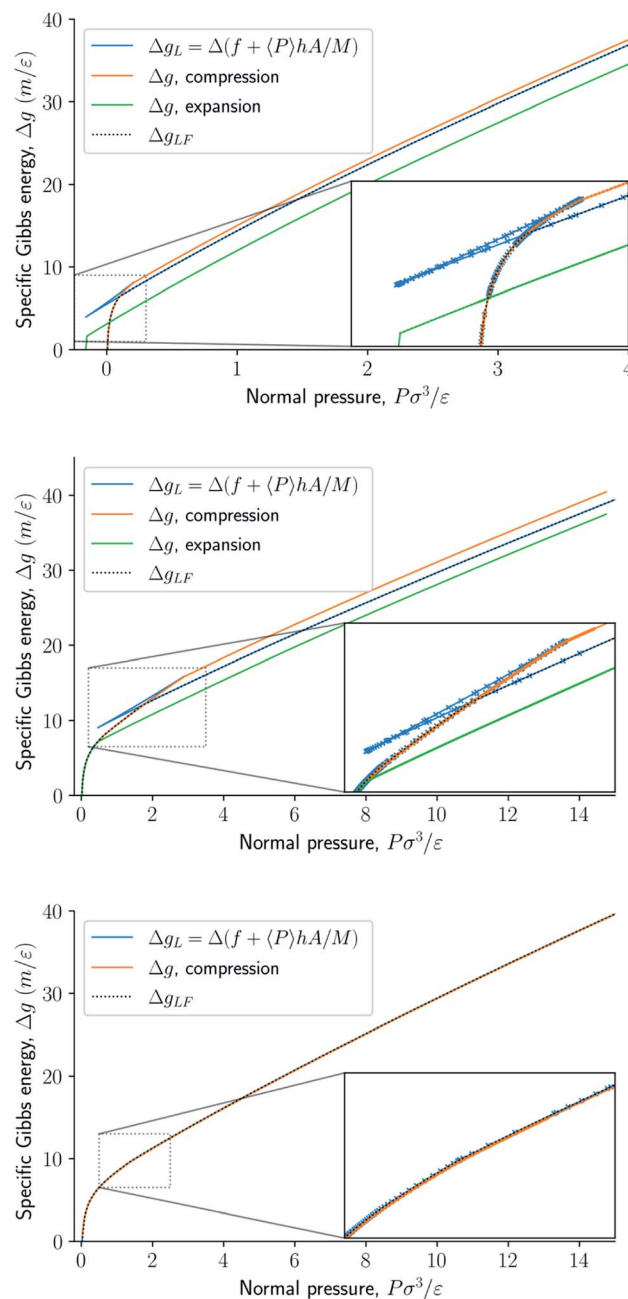 40
30
20
10
0
Specific Gibbs energy, Δg (m/ε)
Δg_L = Δ(f + ⟨P⟩hA/M)
Δg, compression
Δg, expansion
Δg_LF
0 1 2 3 4
Normal pressure, Pσ³/ε
40
30
20
10
0
Specific Gibbs energy, Δg (m/ε)
Δg_L = Δ(f + ⟨P⟩hA/M)
Δg, compression
Δg, expansion
Δg_LF
0 2 4 6 8 10 12 14
Normal pressure, Pσ³/ε
40
30
20
10
0
Specific Gibbs energy, Δg (m/ε)
Δg_L = Δ(f + ⟨P⟩hA/M)
Δg, compression
Δg_LF
0 2 4 6 8 10 12 14
Normal pressure, Pσ³/ε